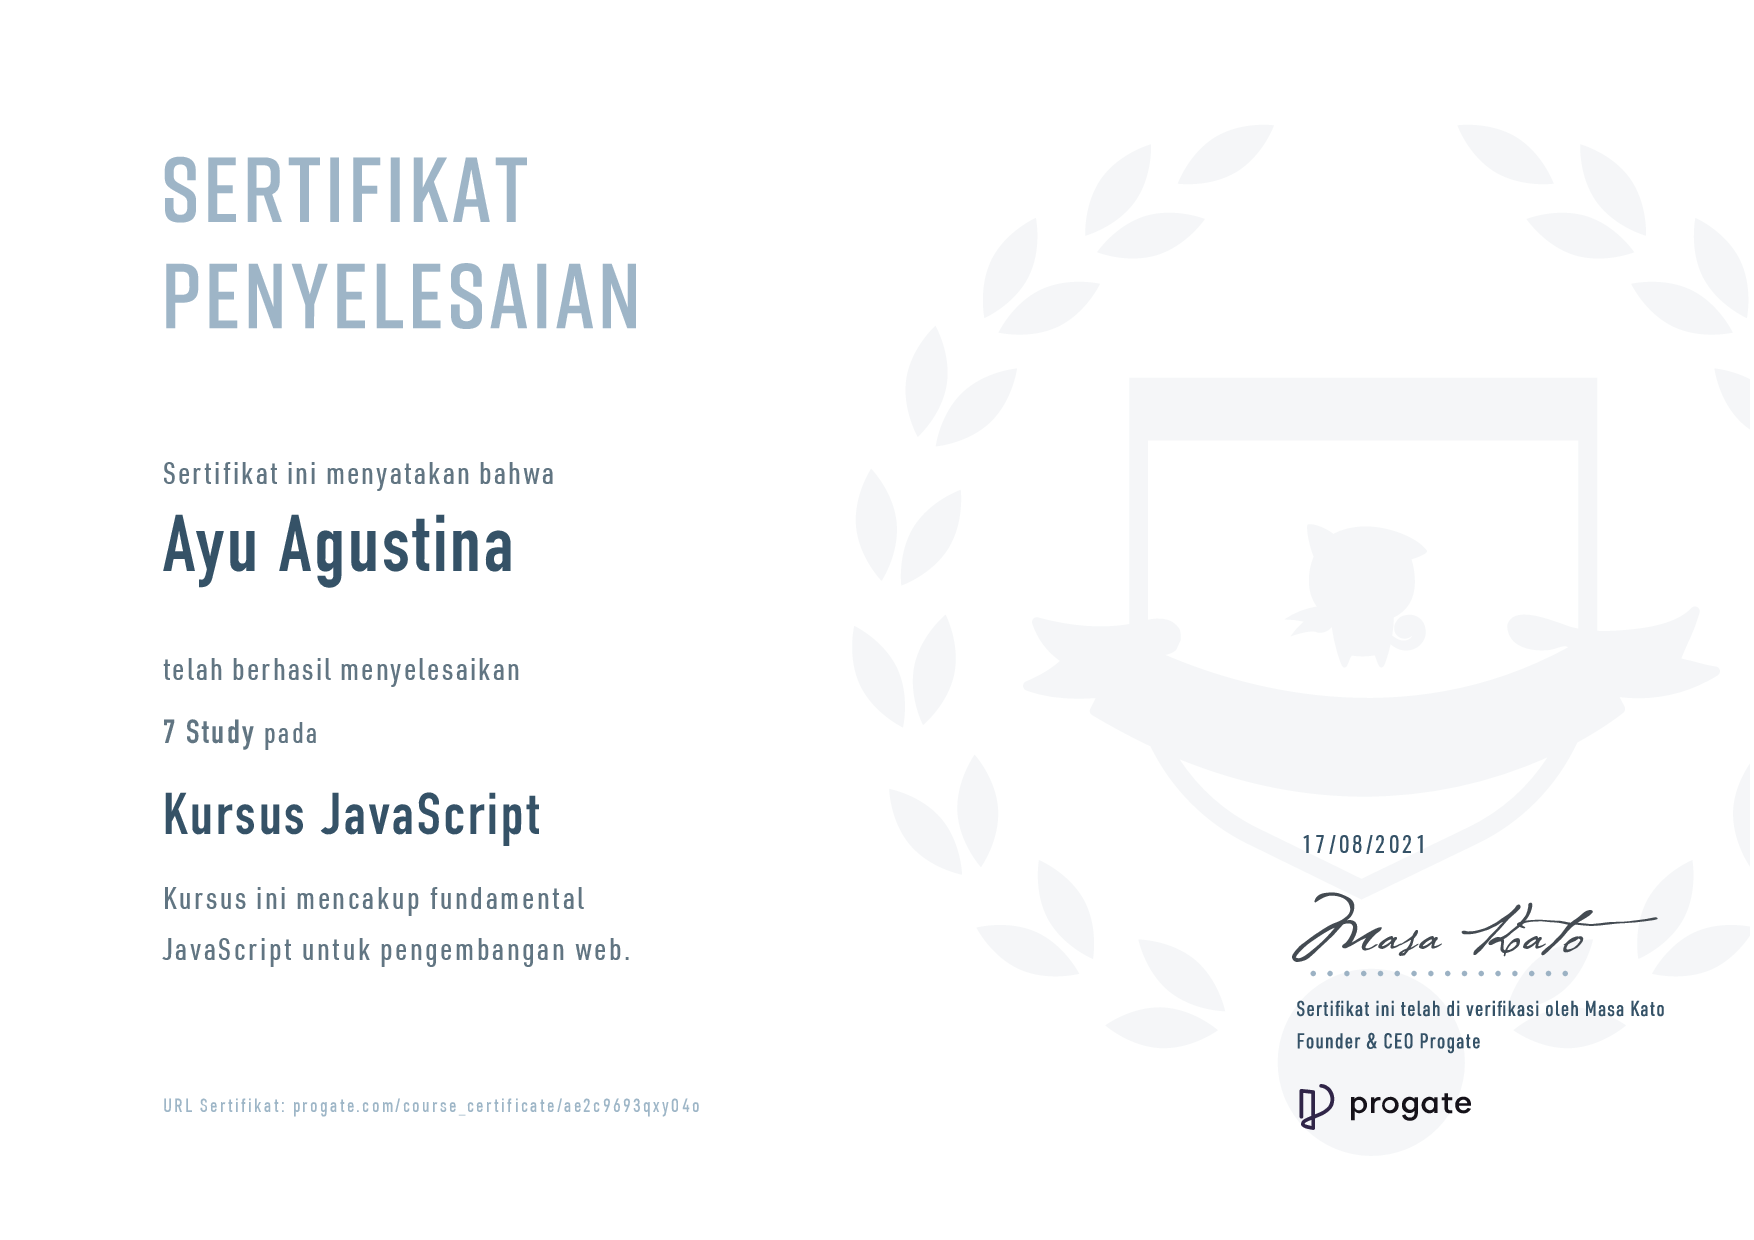 SERTIFIKAT
PENYELESAIAN
Sertifikat ini menyatakan bahwa
Ayu Agustina
telah berhasil menyelesaikan
7 Study pada
Kursus JavaScript
Kursus ini mencakup fundamental
JavaScript untuk pengembangan web.
17/08/2021
Masa Kato
Sertifikat ini telah di verifikasi oleh Masa Kato
Founder & CEO Progate
URL Sertifikat: progate.com/course_certificate/ae2c9693qxy04o
progate